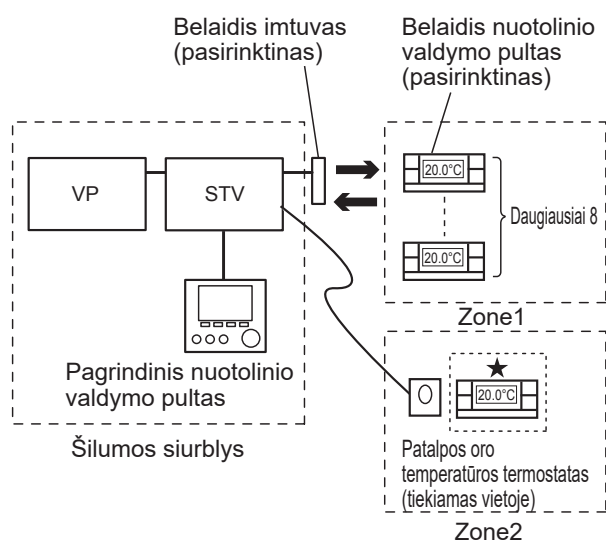 Belaidis imtuvas
(pasirinktinas)
Belaidis nuotolinio
valdymo pultas
(pasirinktinas)
VP
STV
20.0°C
Daugiausiai 8
20.0°C
Zone1
Pagrindinis nuotolinio
valdymo pultas
Šilumos siurblys
★
20.0°C
Patalpos oro
temperatūros termostatas
(tiekiamas vietoje)
Zone2